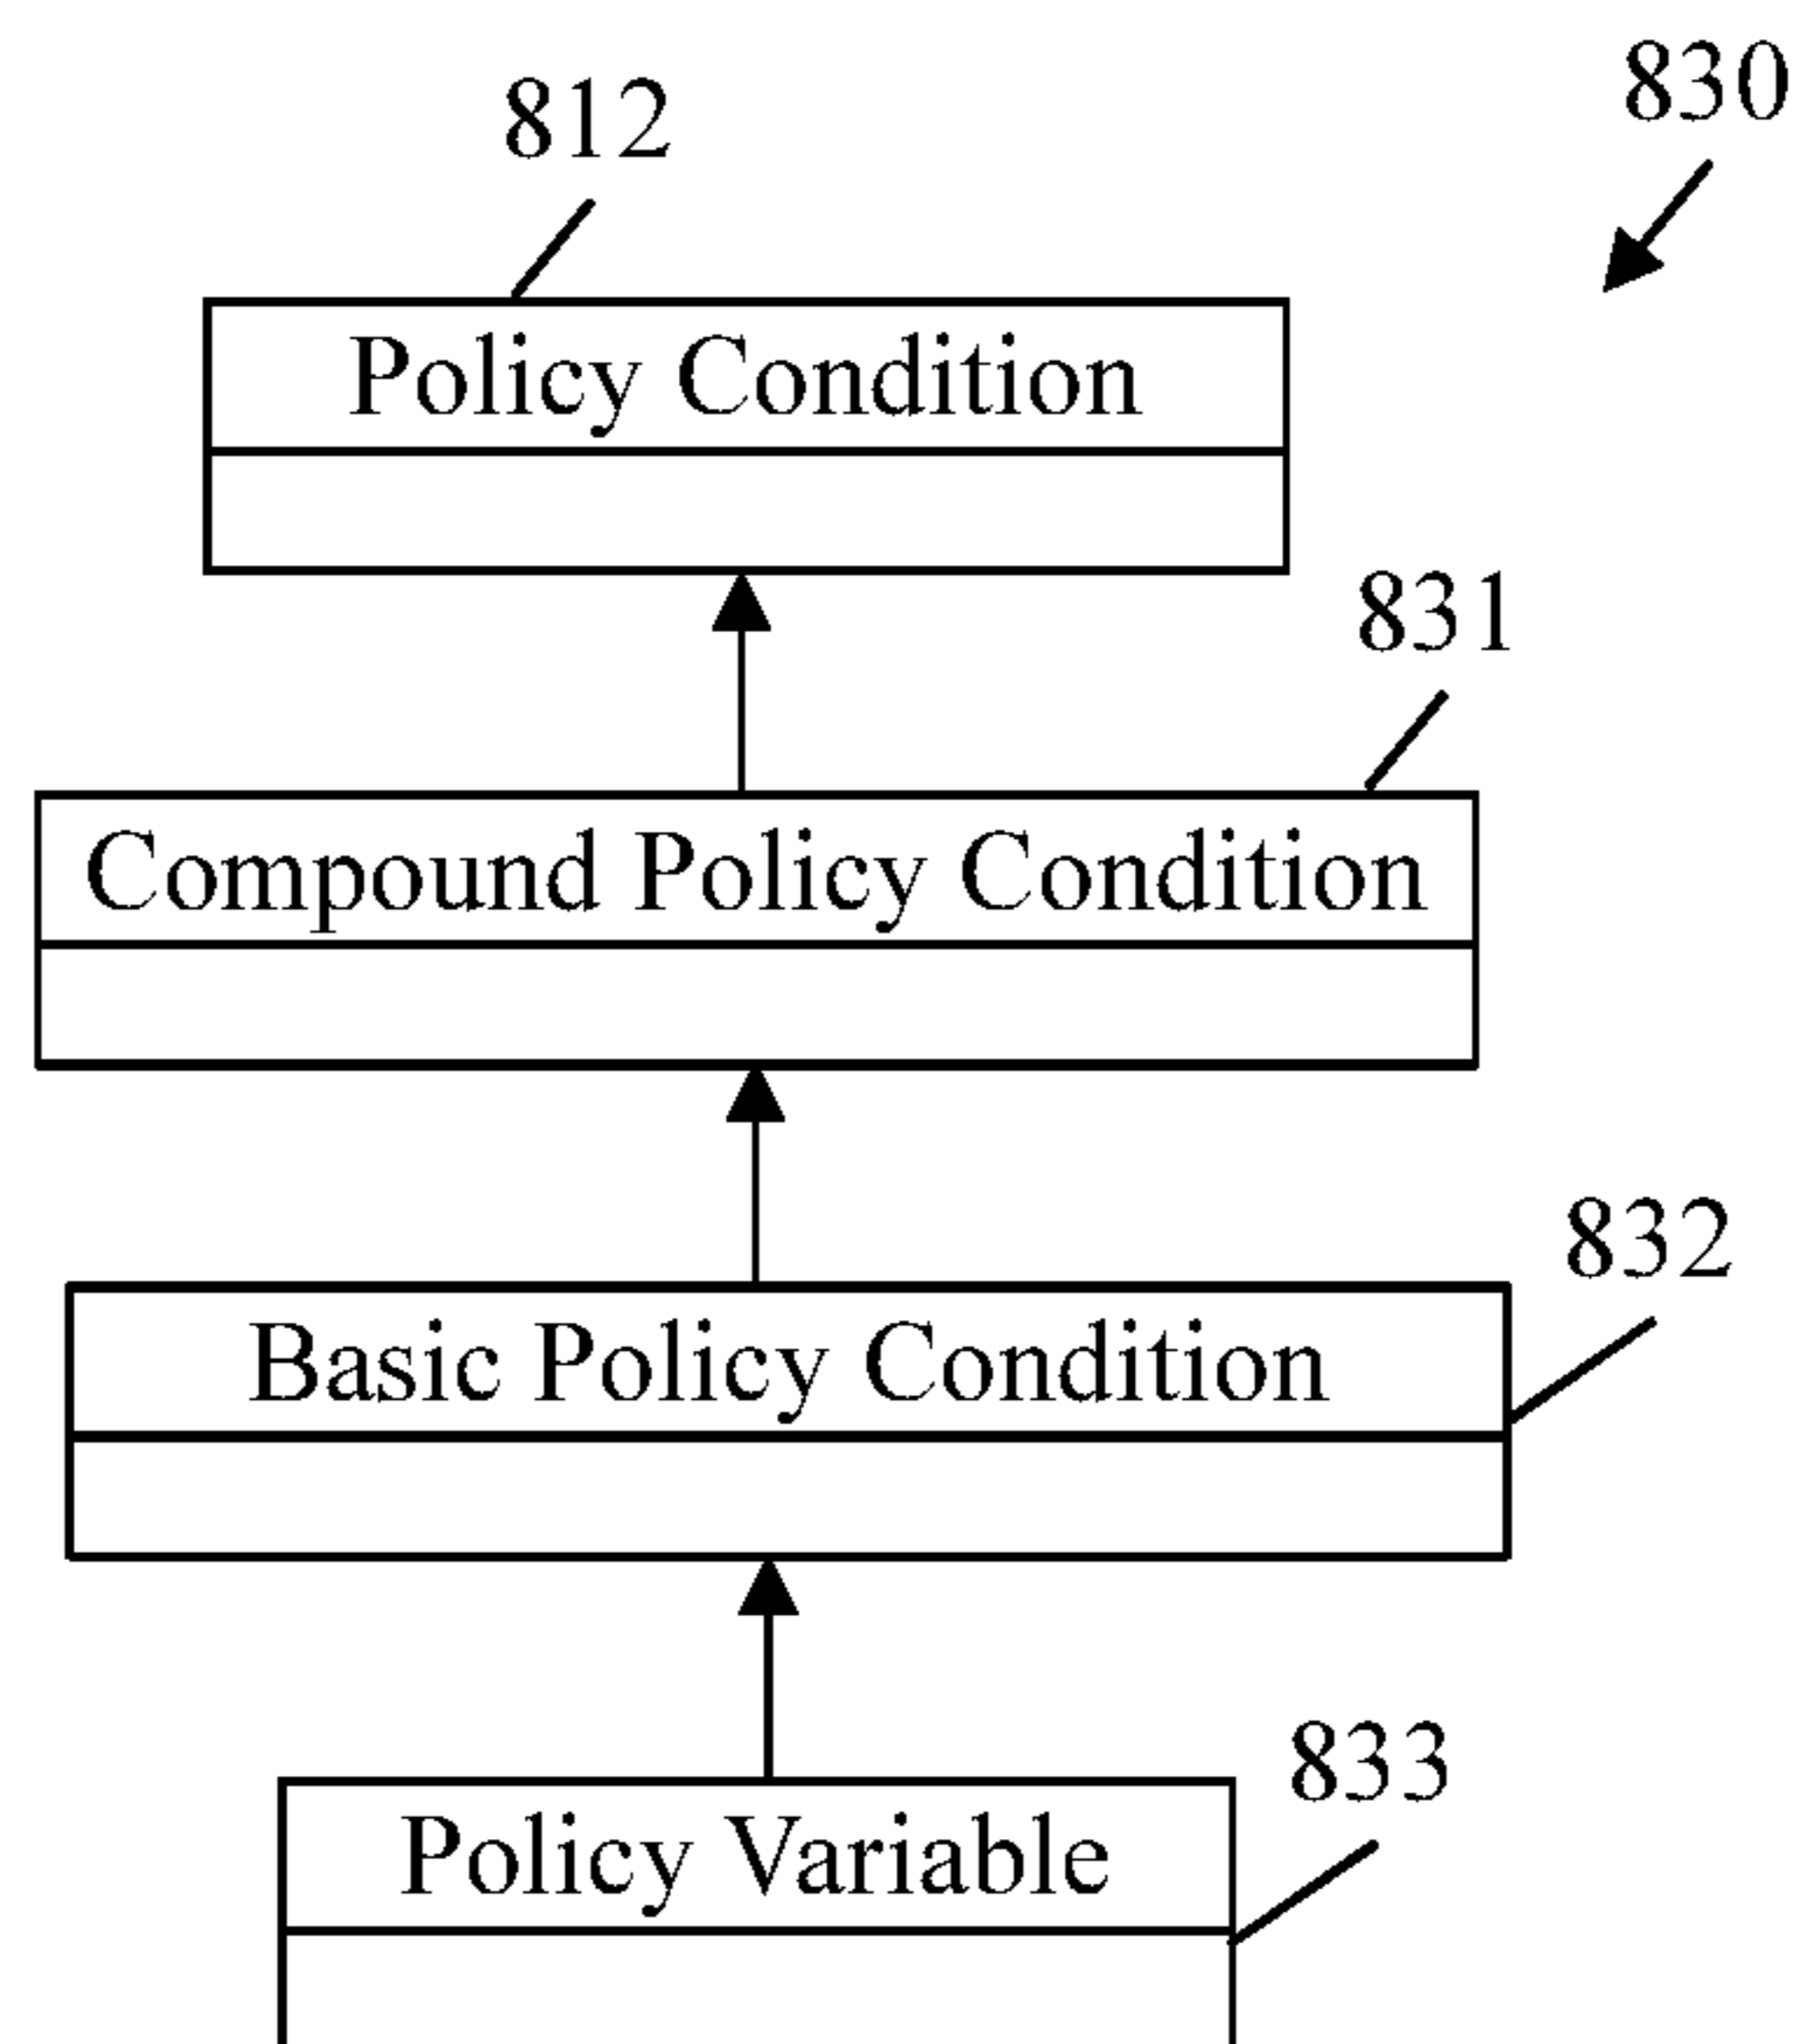 830
812
Policy Condition
831
Compound Policy Condition
832
Basic Policy Condition
833
Policy Variable